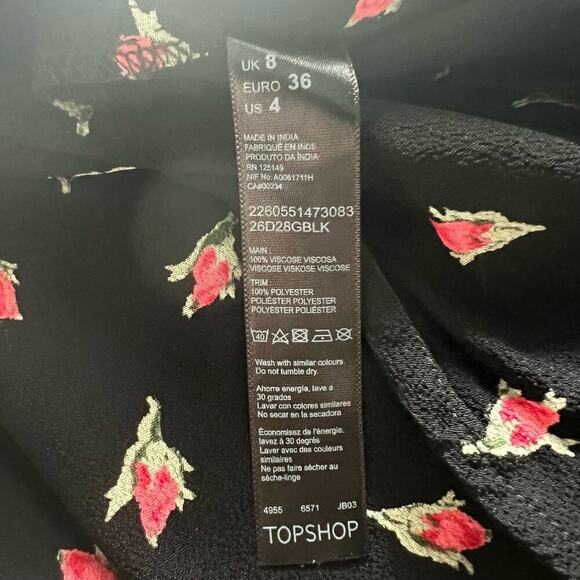 UK 8
EURO 36
US 4
MADE IN INDIA
FABRIQUÉ EN INDE
PRODUTO DA ÍNDIA
RN 125149
NIF No: A0061711H
CA#00234
2260551473083
26D28GBLK
MAIN :
100% VISCOSE VISCOSA
VISCOSE VISKOSE VISCOSE
TRIM :
100% POLYESTER
POLIÉSTER POLYESTER
POLYESTER POLIÉSTER
40
Wash with similar colours.
Do not tumble dry.
Ahorre energía, lave a
30 grados
Lavar con colores similares
No secar en la secadora
Économisez de l'énergie,
lavez à 30 degrés
Laver avec des couleurs
similaires
Ne pas faire sécher au
sèche-linge
4955 6571 JB03
TOPSHOP